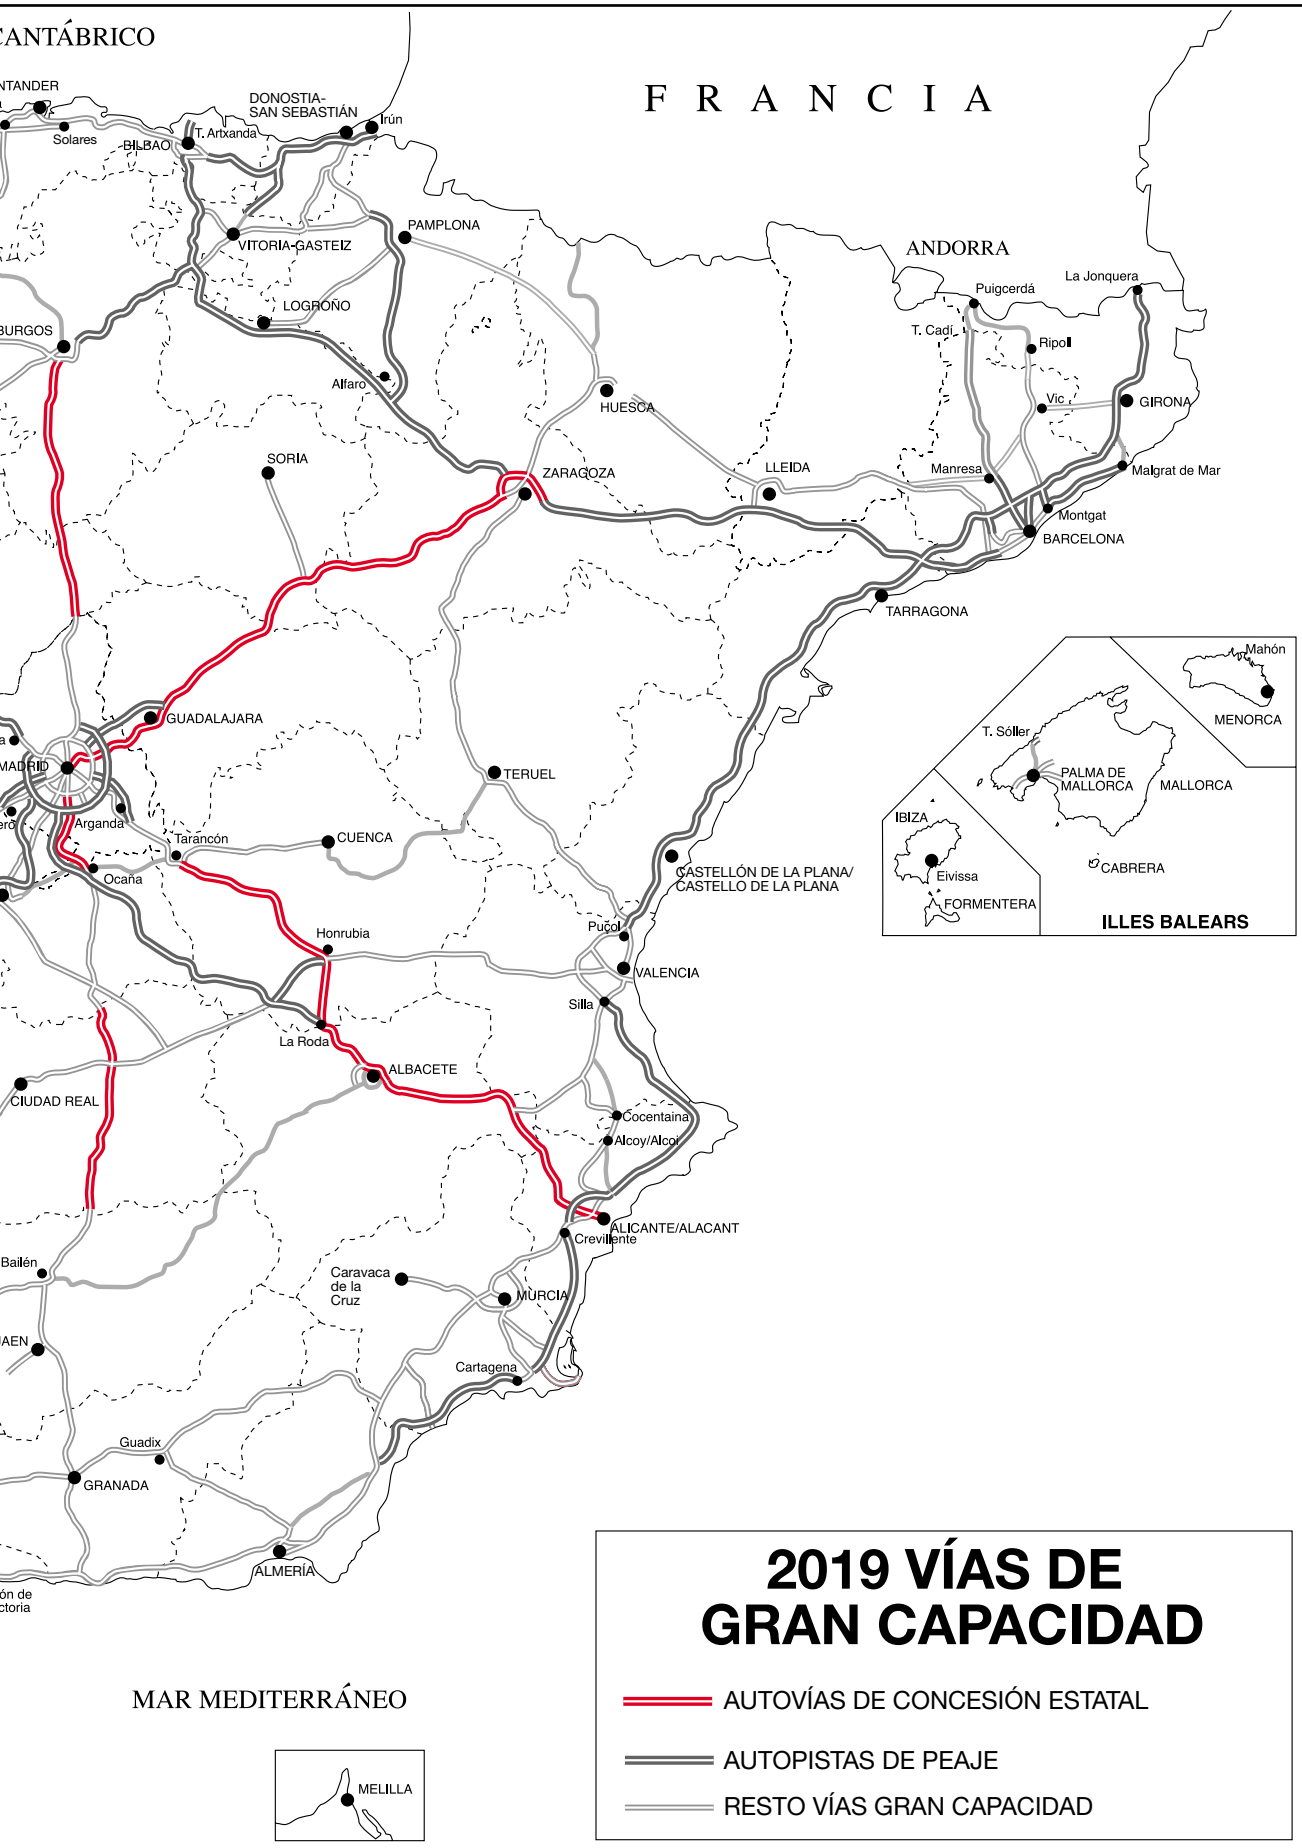 CANTÁBRICO
FRANCIA
NTANDER
Solares
BILBAO
T. Artxanda
DONOSTIA-
SAN SEBASTIÁN
Irún
VITORIA-GASTEIZ
PAMPLONA
ANDORRA
Puigcerdá
La Jonquera
LOGROÑO
BURGOS
T. Cadí
Ripoll
Alfaro
HUESCA
Vic
GIRONA
SORIA
ZARAGOZA
LLEIDA
Manresa
Malgrat de Mar
Montgat
BARCELONA
TARRAGONA
Mahón
MENORCA
GUADALAJARA
T. Sóller
a
MADRID
PALMA DE
MALLORCA
MALLORCA
TERUEL
ero
Arganda
Tarancón
CUENCA
IBIZA
Ocaña
CASTELLÓN DE LA PLANA/
CASTELLO DE LA PLANA
Eivissa
CABRERA
FORMENTERA
ILLES BALEARS
Honrubia
Puçol
VALENCIA
Silla
La Roda
ALBACETE
CIUDAD REAL
Cocentaina
Alcoy/Alcoi
ALICANTE/ALACANT
Crevillente
Bailén
Caravaca
de la
Cruz
MURCIA
JAEN
Cartagena
Guadix
GRANADA
ALMERÍA
ón de
ctoria
2019 VÍAS DE
GRAN CAPACIDAD
MAR MEDITERRÁNEO
AUTOVÍAS DE CONCESIÓN ESTATAL
AUTOPISTAS DE PEAJE
RESTO VÍAS GRAN CAPACIDAD
MELILLA